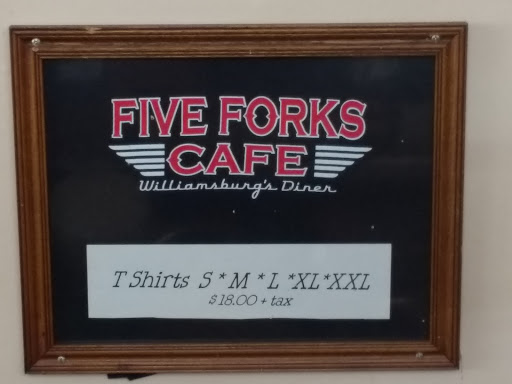 FIVE FORKS
CAFE
Williamsburg's Diner
T Shirts S * M * L *XL*XXL
$18.00 + tax